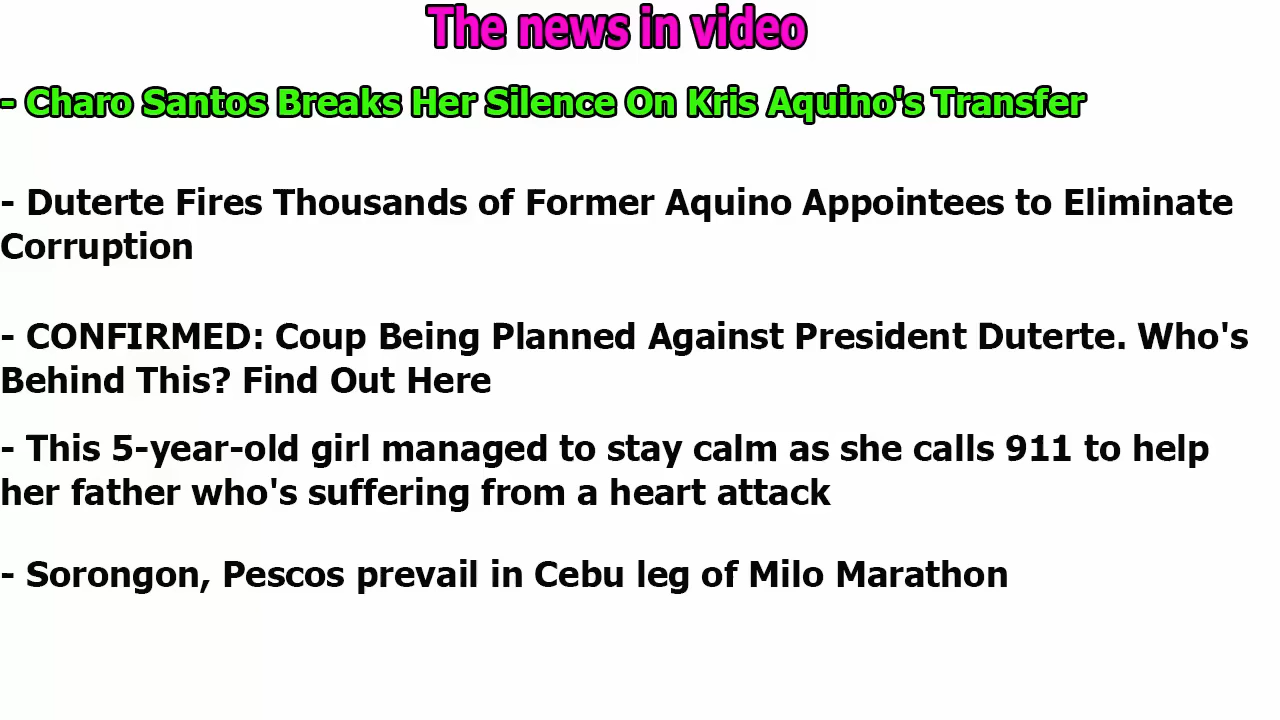 The news in video
- Charo Santos Breaks Her Silence On Kris Aquino's Transfer
- Duterte Fires Thousands of Former Aquino Appointees to Eliminate
Corruption
- CONFIRMED: Coup Being Planned Against President Duterte. Who's
Behind This? Find Out Here
- This 5-year-old girl managed to stay calm as she calls 911 to help
her father who's suffering from a heart attack
- Sorongon, Pescos prevail in Cebu leg of Milo Marathon